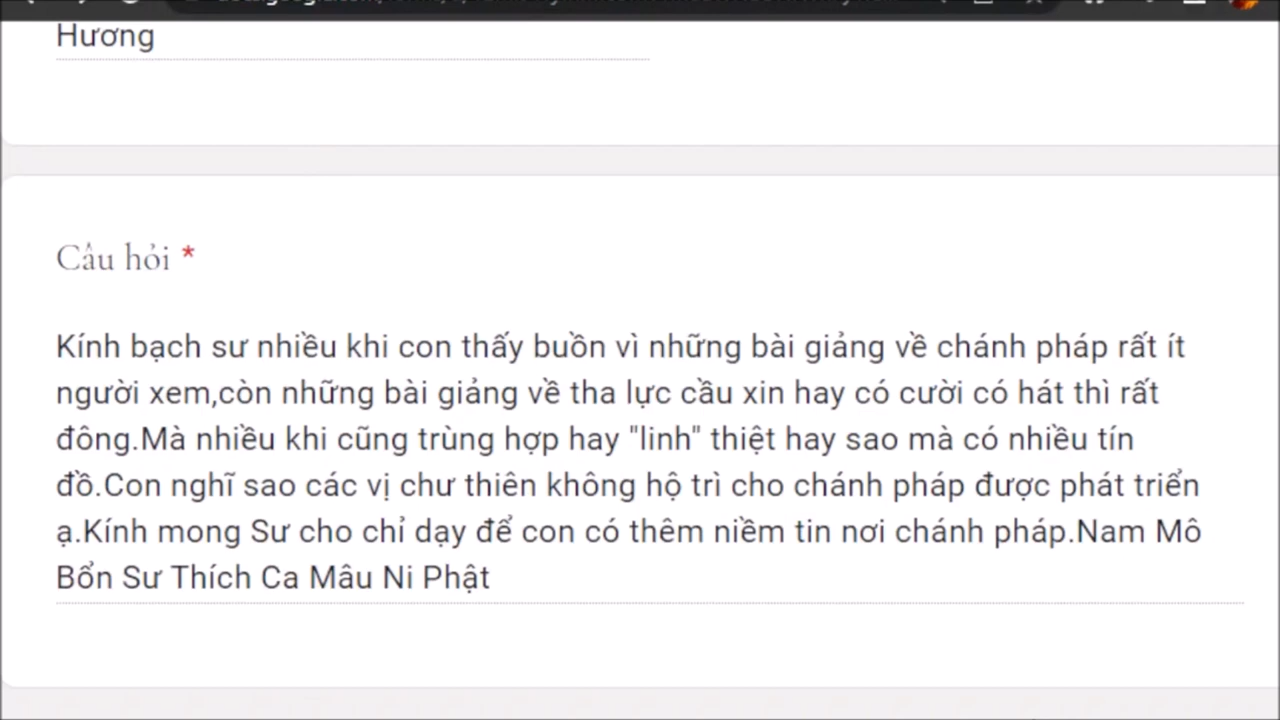 Hương
Câu hỏi *
Kính bạch sư nhiều khi con thấy buồn vì những bài giảng về chánh pháp rất ít
người xem,còn những bài giảng về tha lực cầu xin hay có cười có hát thì rất
đông.Mà nhiều khi cũng trùng hợp hay "linh" thiệt hay sao mà có nhiều tín
đồ.Con nghĩ sao các vị chư thiên không hộ trì cho chánh pháp được phát triển
ạ.Kính mong Sư cho chỉ dạy để con có thêm niềm tin nơi chánh pháp.Nam Mô
Bổn Sư Thích Ca Mâu Ni Phật